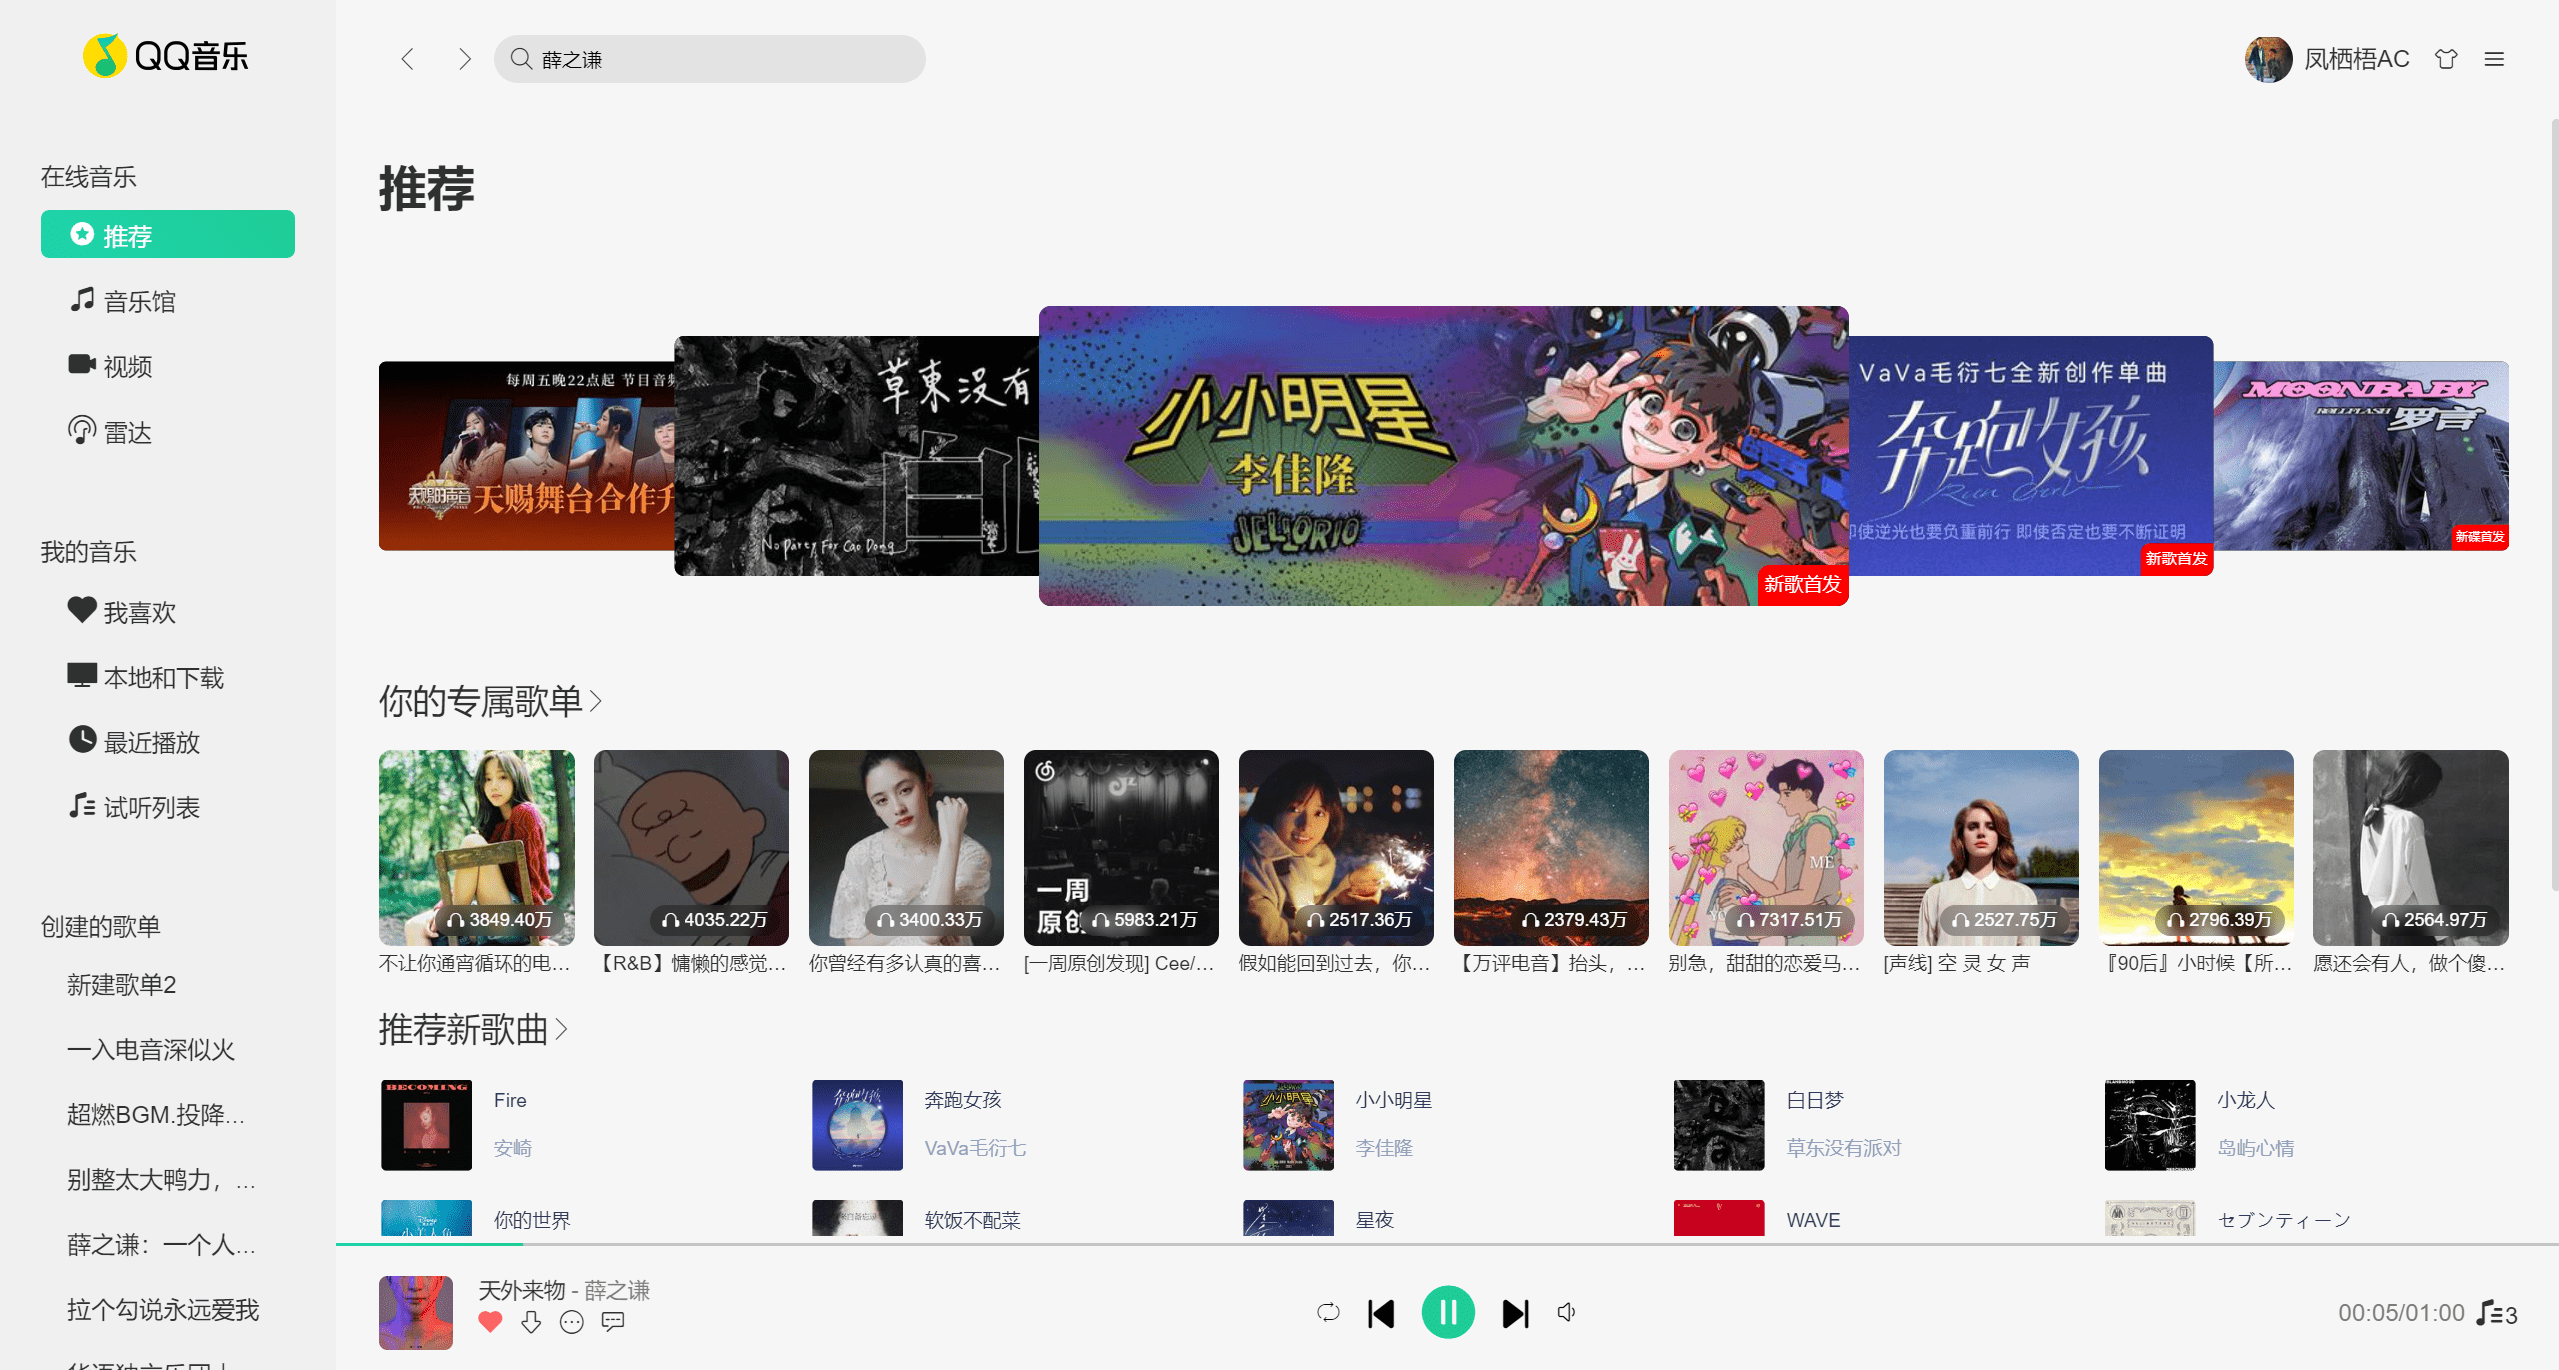 QQ音乐
薛之谦
凤栖梧AC
在线音乐
推荐
音乐馆
视频
雷达
我的音乐
我喜欢
本地和下载
最近播放
试听列表
创建的歌单
新建歌单2
一入电音深似火
超燃BGM.投降...
别整太大鸭力，...
薛之谦：一个人...
拉个勾说永远爱我
推荐
每周五晚22点起 节目音频
天赐的声音
天赐舞台合作升
草東没有
No Party For Cao Dong
小小明星
李佳隆
JELLORIO
新歌首发
VaVa毛衍七全新创作单曲
奔跑女孩
Run Girl
即使逆光也要负重前行 即使否定也要不断证明
新歌首发
MOONBABY
罗言
新碟首发
你的专属歌单
3849.40万
4035.22万
3400.33万
一周
原创
5983.21万
2517.36万
2379.43万
ME
7317.51万
2527.75万
2796.39万
2564.97万
不让你通宵循环的电...
【R&B】慵懒的感觉...
你曾经有多认真的喜...
[一周原创发现] Cee/...
假如能回到过去，你...
【万评电音】抬头，...
别急，甜甜的恋爱马...
[声线] 空 灵 女 声
『90后』小时候【所...
愿还会有人，做个傻...
推荐新歌曲
BECOMING
Fire
安崎
奔跑女孩
奔跑女孩
VaVa毛衍七
小小明星
小小明星
李佳隆
白日梦
草东没有派对
小龙人
岛屿心情
你的世界
软饭不配菜
星夜
WAVE
セブンティーン
天外来物 - 薛之谦
00:05/01:00
3